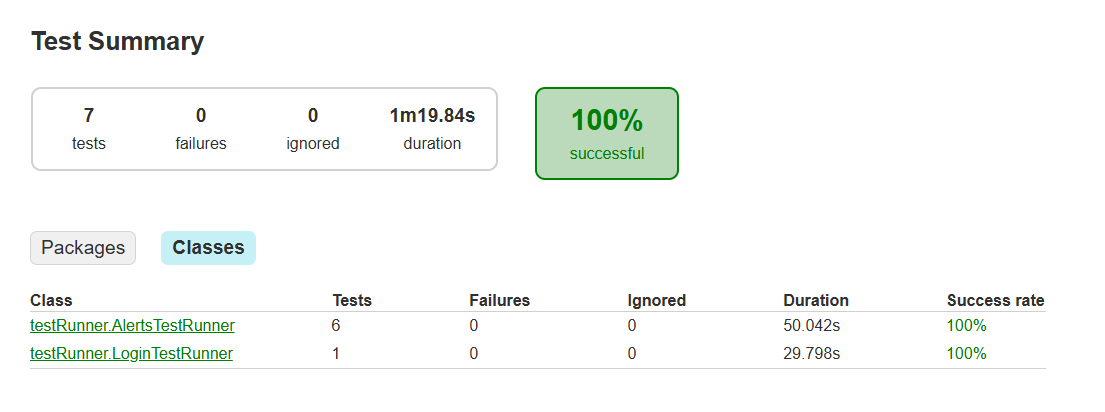 Test Summary
7 0 0 1m19.84s
tests failures ignored duration
100%
successful
Packages Classes
Class Tests Failures Ignored Duration Success rate
testRunner.AlertsTestRunner 6 0 0 50.042s 100%
testRunner.LoginTestRunner 1 0 0 29.798s 100%